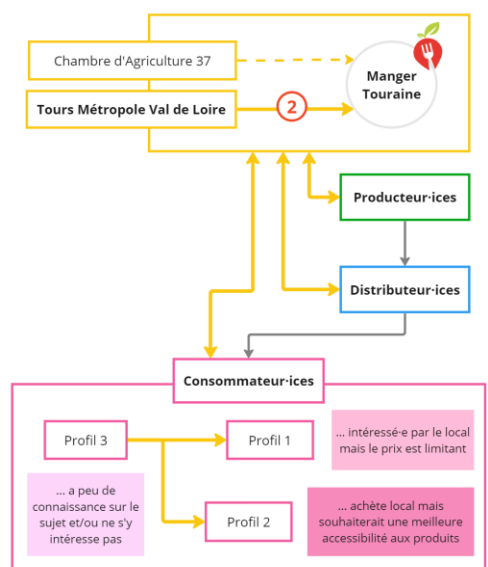 Chambre d'Agriculture 37
Manger
Touraine
Tours Métropole Val de Loire
2
Producteur·ices
Distributeur·ices
Consommateur·ices
Profil 3
Profil 1
... intéressé·e par le local
mais le prix est limitant
... a peu de
connaissance sur le
sujet et/ou ne s'y
intéresse pas
Profil 2
... achète local mais
souhaiterait une meilleure
accessibilité aux produits